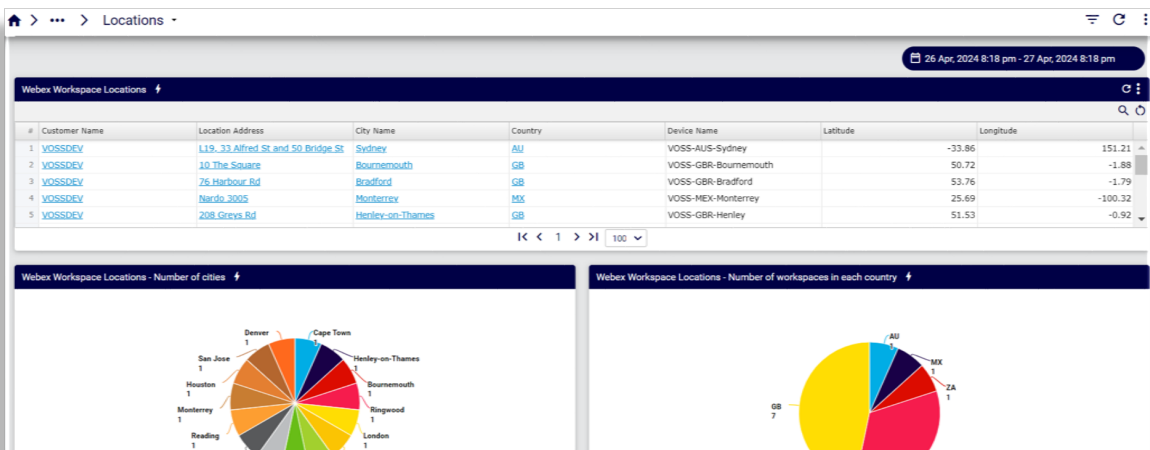 Locations
26 Apr, 2024 8:18 pm - 27 Apr, 2024 8:18 pm
Webex Workspace Locations
# Customer Name Location Address City Name Country Device Name Latitude Longitude
1 VOSSDEV L19, 33 Alfred St and 50 Bridge St Sydney AU VOSS-AUS-Sydney -33.86 151.21
2 VOSSDEV 10 The Square Bournemouth GB VOSS-GBR-Bournemouth 50.72 -1.88
3 VOSSDEV 76 Harbour Rd Bradford GB VOSS-GBR-Bradford 53.76 -1.79
4 VOSSDEV Nardo 3005 Monterrey MX VOSS-MEX-Monterrey 25.69 -100.32
5 VOSSDEV 208 Greys Rd Henley-on-Thames GB VOSS-GBR-Henley 51.53 -0.92
1 100
Webex Workspace Locations - Number of cities
Denver
1
Cape Town
1
San Jose
1
Henley-on-Thames
1
Houston
1
Bournemouth
1
Monterrey
1
Ringwood
1
Reading
1
London
1
Webex Workspace Locations - Number of workspaces in each country
AU
1
MX
1
ZA
1
GB
7